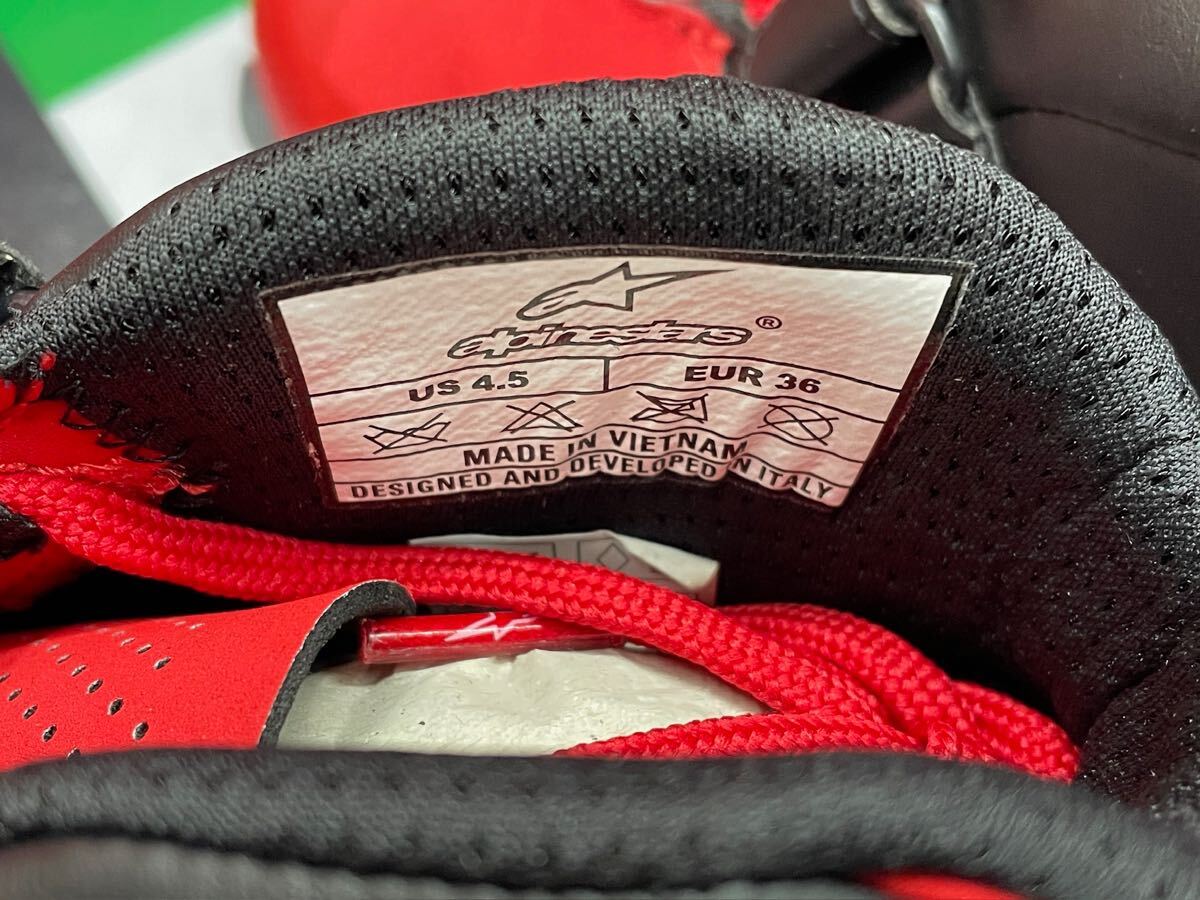 alpinestars®
US 4.5 EUR 36
MADE IN VIETNAM
DESIGNED AND DEVELOPED IN ITALY